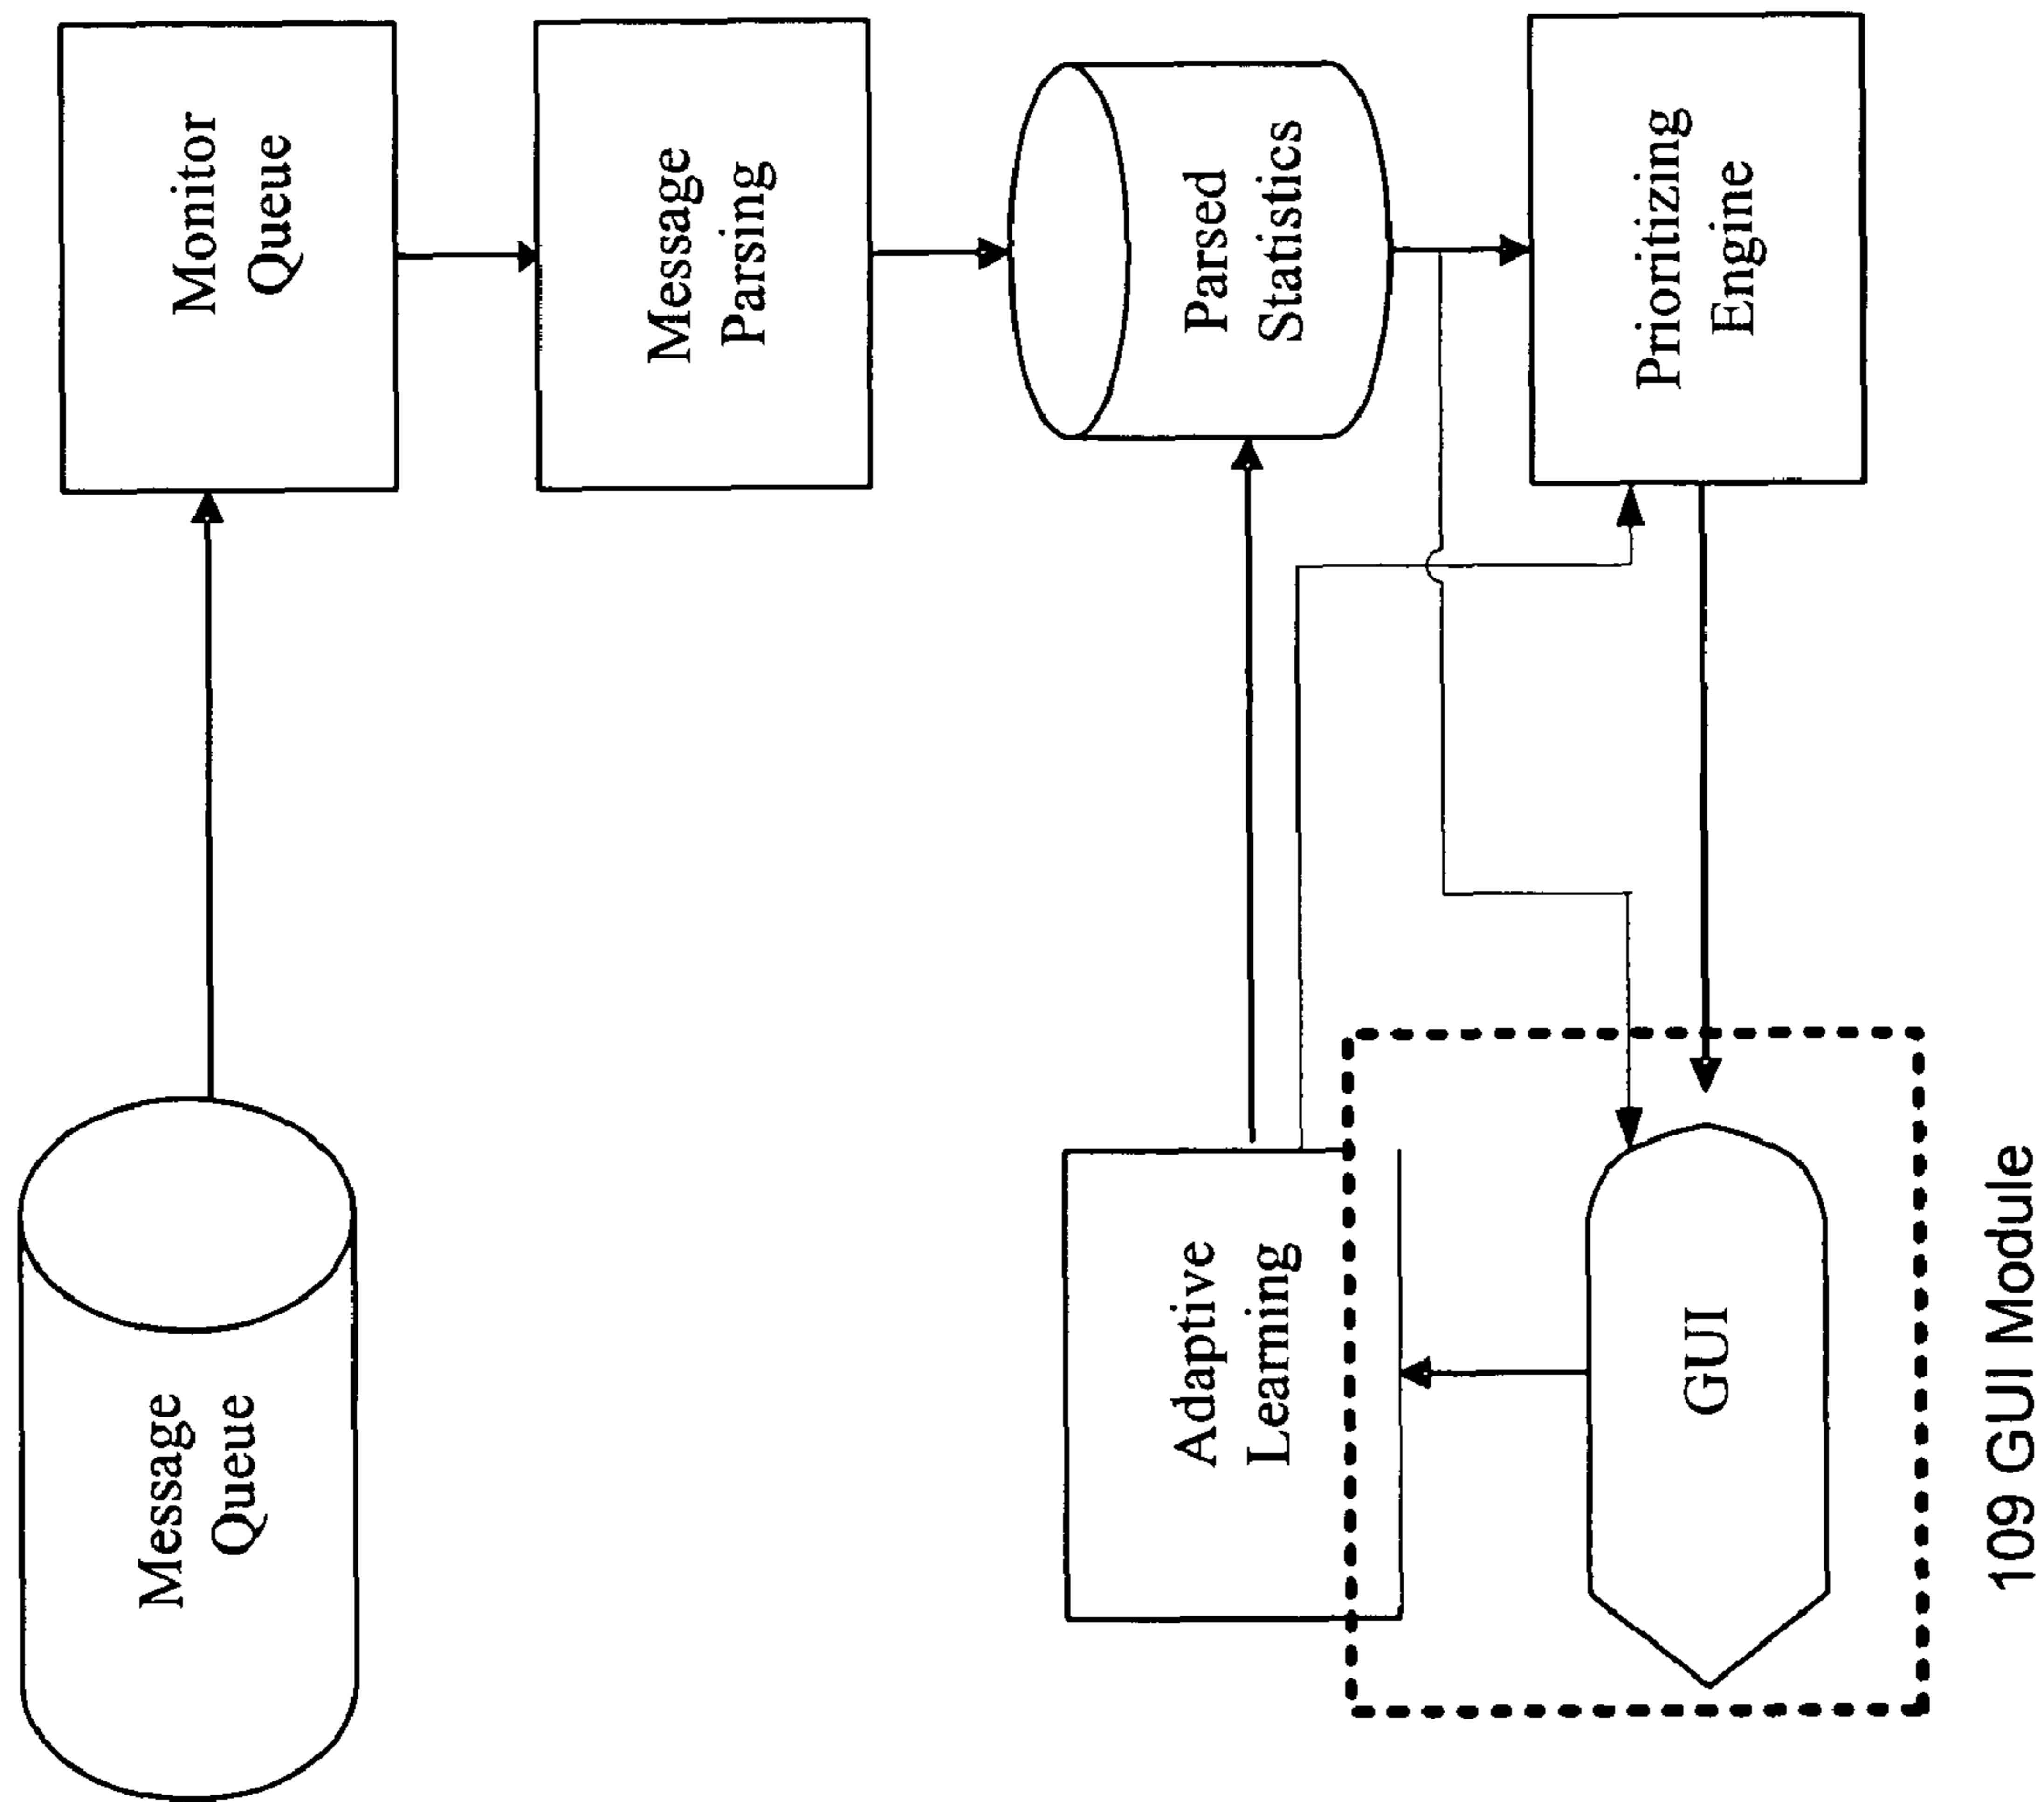 Message
Queue
Monitor
Queue
Message
Parsing
Adaptive
Learning
Parsed
Statistics
GUI
Prioritizing
Engine
109 GUI Module